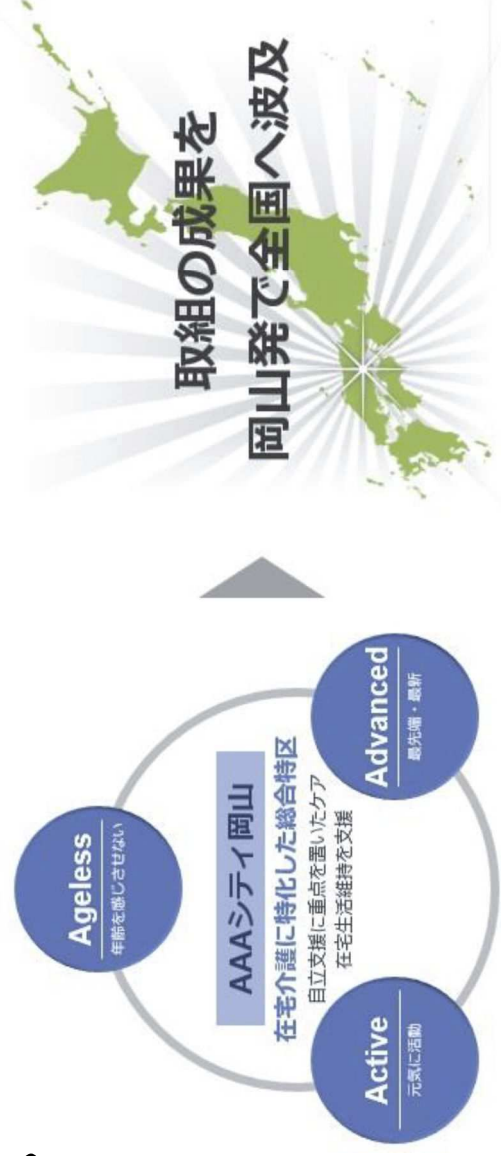 Ageless
年齢を感じさせない
AAAシティ岡山
在宅介護に特化した総合特区
自立支援に重点を置いたケア
在宅生活維持を支援
Active
元気に活動
Advanced
最先端・最新
取組の成果を
岡山発で全国へ波及